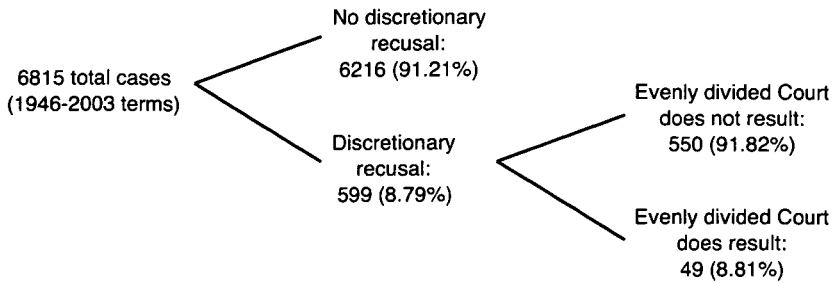 6815 total cases
(1946-2003 terms)
No discretionary
recusal:
6216 (91.21%)
Discretionary
recusal:
599 (8.79%)
Evenly divided Court
does not result:
550 (91.82%)
Evenly divided Court
does result:
49 (8.81%)